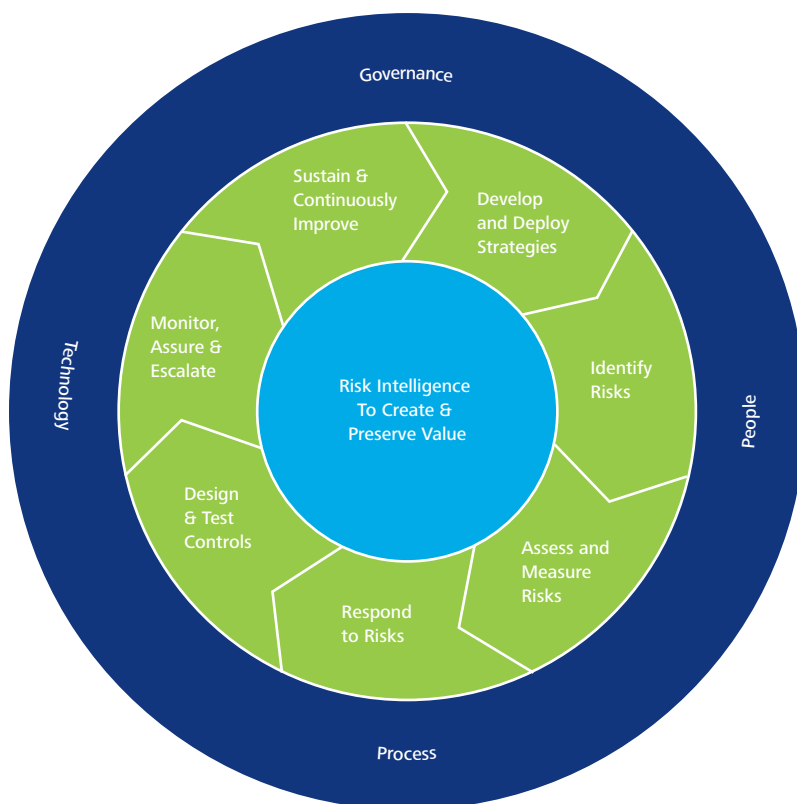 Governance
Sustain &
Continuously
Improve
Develop
and Deploy
Strategies
Monitor,
Assure &
Escalate
Identify
Risks
Technology
Risk Intelligence
To Create &
Preserve Value
People
Design
& Test
Controls
Assess and
Measure
Risks
Respond
to Risks
Process